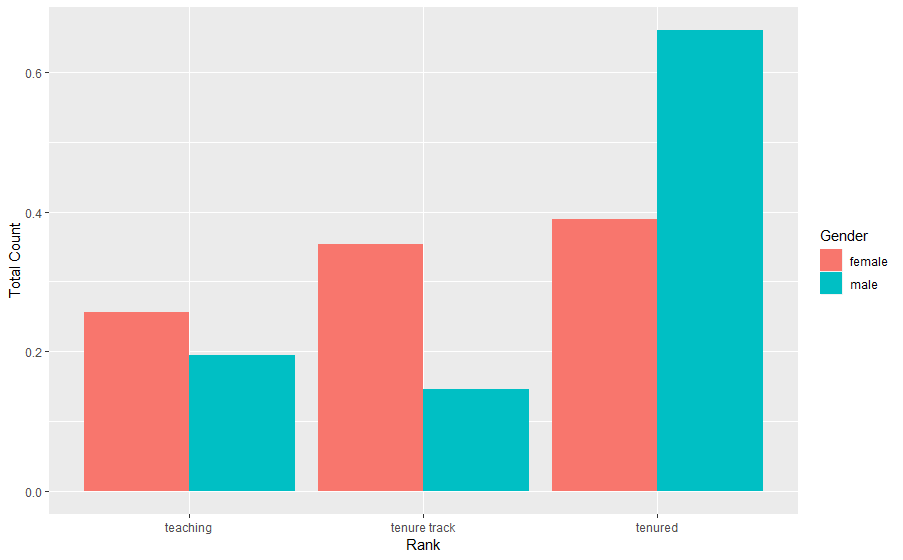 0.6
0.4
0.2
0.0
Total Count
teaching
tenure track
tenured
Rank
Gender
female
male